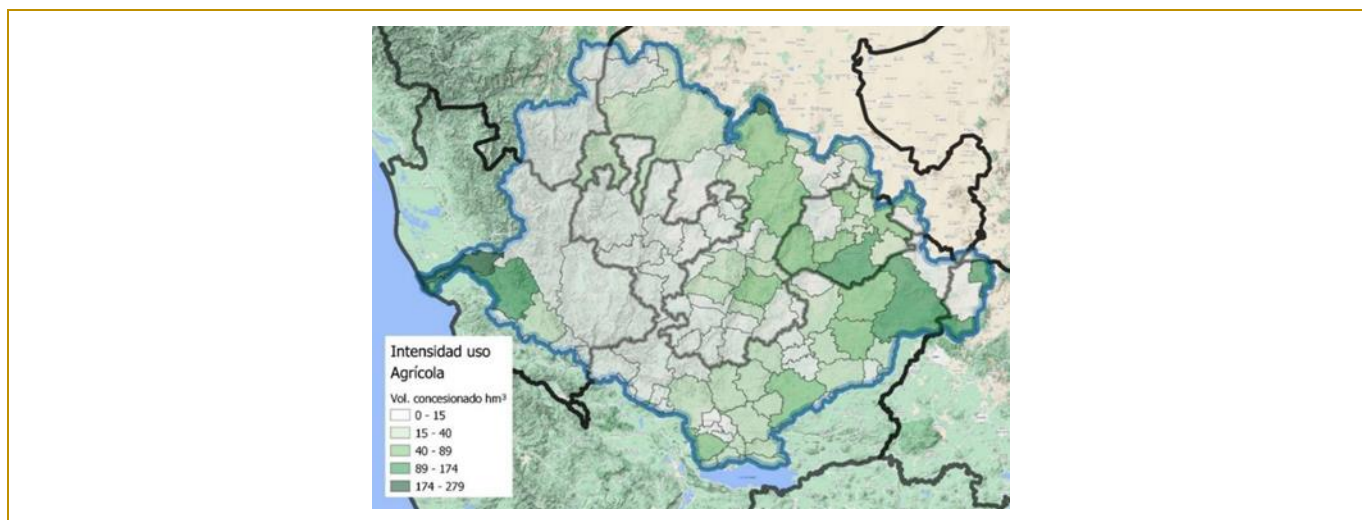 Intensidad uso
Agrícola
Vol. concesionado hm³
0 - 15
15 - 40
40 - 89
89 - 174
174 - 279